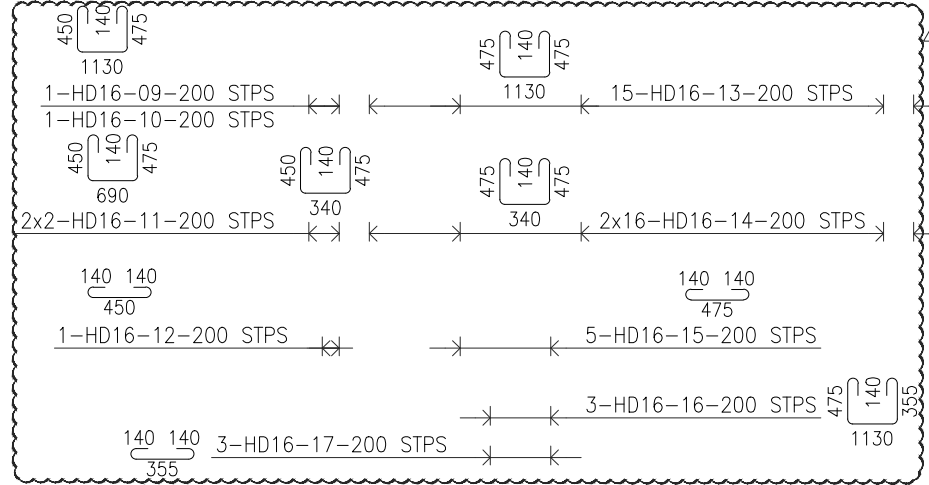 450 140 475
1130
1-HD16-09-200 STPS
1-HD16-10-200 STPS
475 140 475
1130
15-HD16-13-200 STPS
450 140 475
690
2x2-HD16-11-200 STPS
450 140 475
340
475 140 475
340
2x16-HD16-14-200 STPS
140 140
450
1-HD16-12-200 STPS
140 140
475
5-HD16-15-200 STPS
3-HD16-16-200 STPS
475 140 355
1130
140 140
355
3-HD16-17-200 STPS